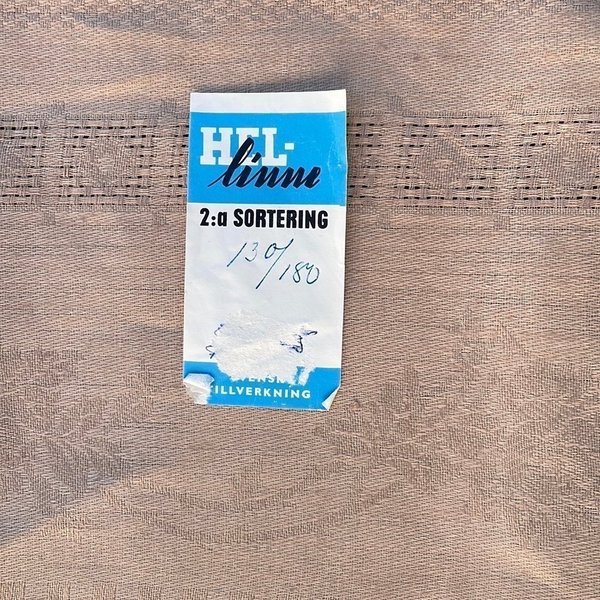 HEL-
linne
2:a SORTERING
130/180
TILLVERKNING